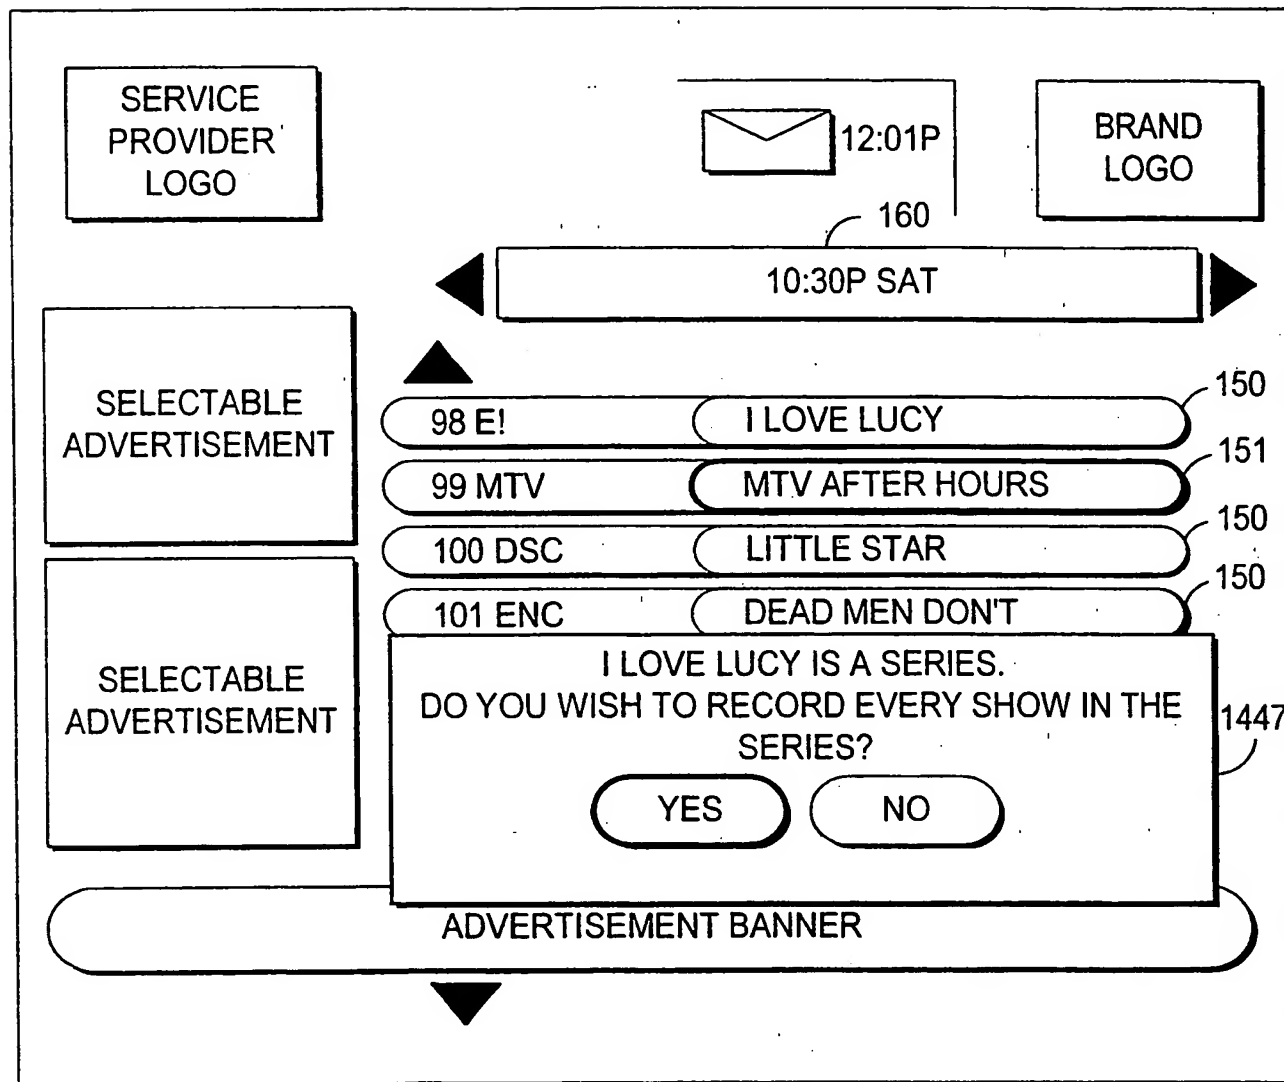 SERVICE
PROVIDER
LOGO
12:01P
BRAND
LOGO
160
10:30P SAT
SELECTABLE
ADVERTISEMENT
98 E! I LOVE LUCY 150
99 MTV MTV AFTER HOURS 151
100 DSC LITTLE STAR 150
101 ENC DEAD MEN DON'T 150
SELECTABLE
ADVERTISEMENT
I LOVE LUCY IS A SERIES.
DO YOU WISH TO RECORD EVERY SHOW IN THE
SERIES?
1447
YES NO
ADVERTISEMENT BANNER